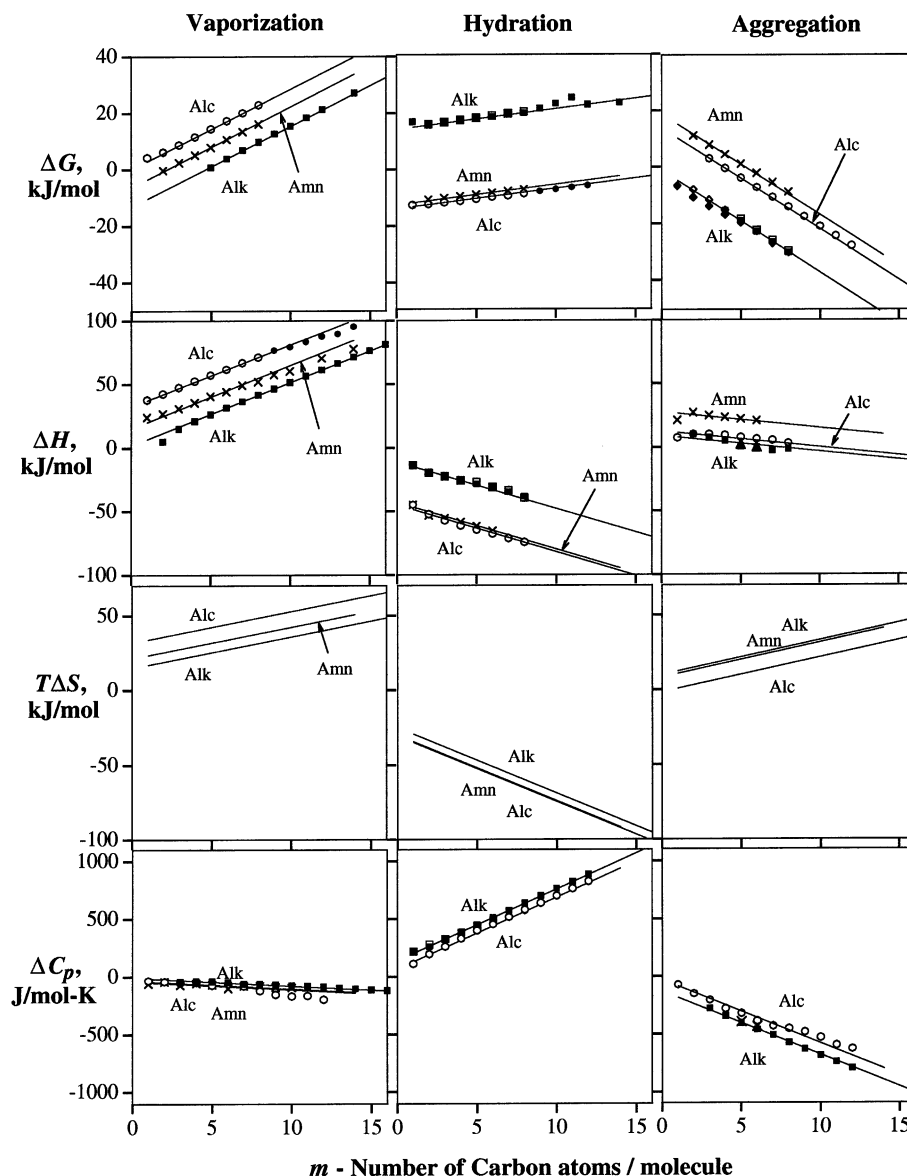 Vaporization Hydration Aggregation
40
20
0
-20
-40
ΔG,
kJ/mol
Alc
Alk
Amn
Alk
Amn
Alc
Amn
Alc
Alk
100
50
0
-50
-100
ΔH,
kJ/mol
Alc
Alk
Amn
Alk
Amn
Alc
Amn
Alc
Alk
50
0
-50
-100
TΔS,
kJ/mol
Alc
Alk
Amn
Alk
Amn
Alc
Alk
Amn
Alc
1000
500
0
-500
-1000
ΔCp,
J/mol-K
Alk
Alc
Amn
Alk
Alc
Alc
Alk
0 5 10 15 0 5 10 15 0 5 10 15
m - Number of Carbon atoms / molecule